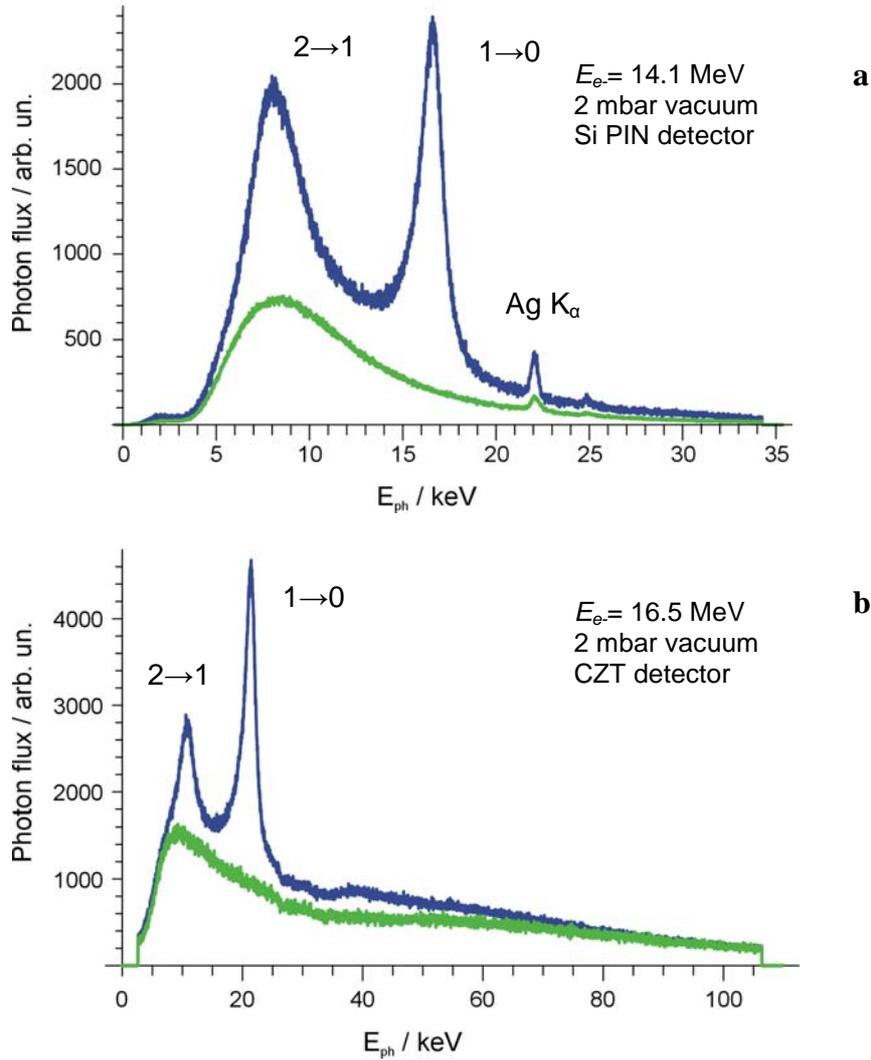 2→1
1→0
E_e-= 14.1 MeV
2 mbar vacuum
Si PIN detector
a
Photon flux / arb. un.
2000
1500
1000
500
Ag Kα
0 5 10 15 20 25 30 35
E_ph / keV
1→0
2→1
E_e-= 16.5 MeV
2 mbar vacuum
CZT detector
b
Photon flux / arb. un.
4000
3000
2000
1000
0 20 40 60 80 100
E_ph / keV